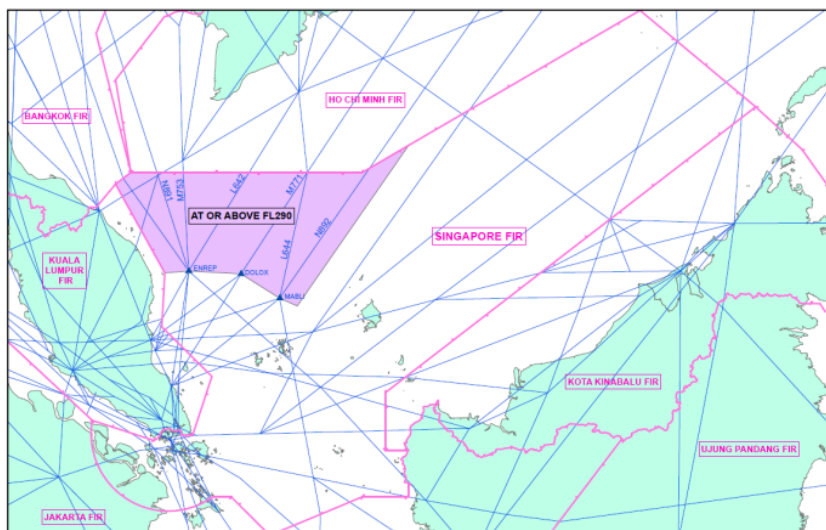 HO CHI MINH FIR
BANGKOK FIR
N891
M753
L642
M771
AT OR ABOVE FL290
N892
L644
SINGAPORE FIR
KUALA
LUMPUR
FIR
ENREP
DOLOX
MABLI
KOTA KINABALU FIR
UJUNG PANDANG FIR
JAKARTA FIR